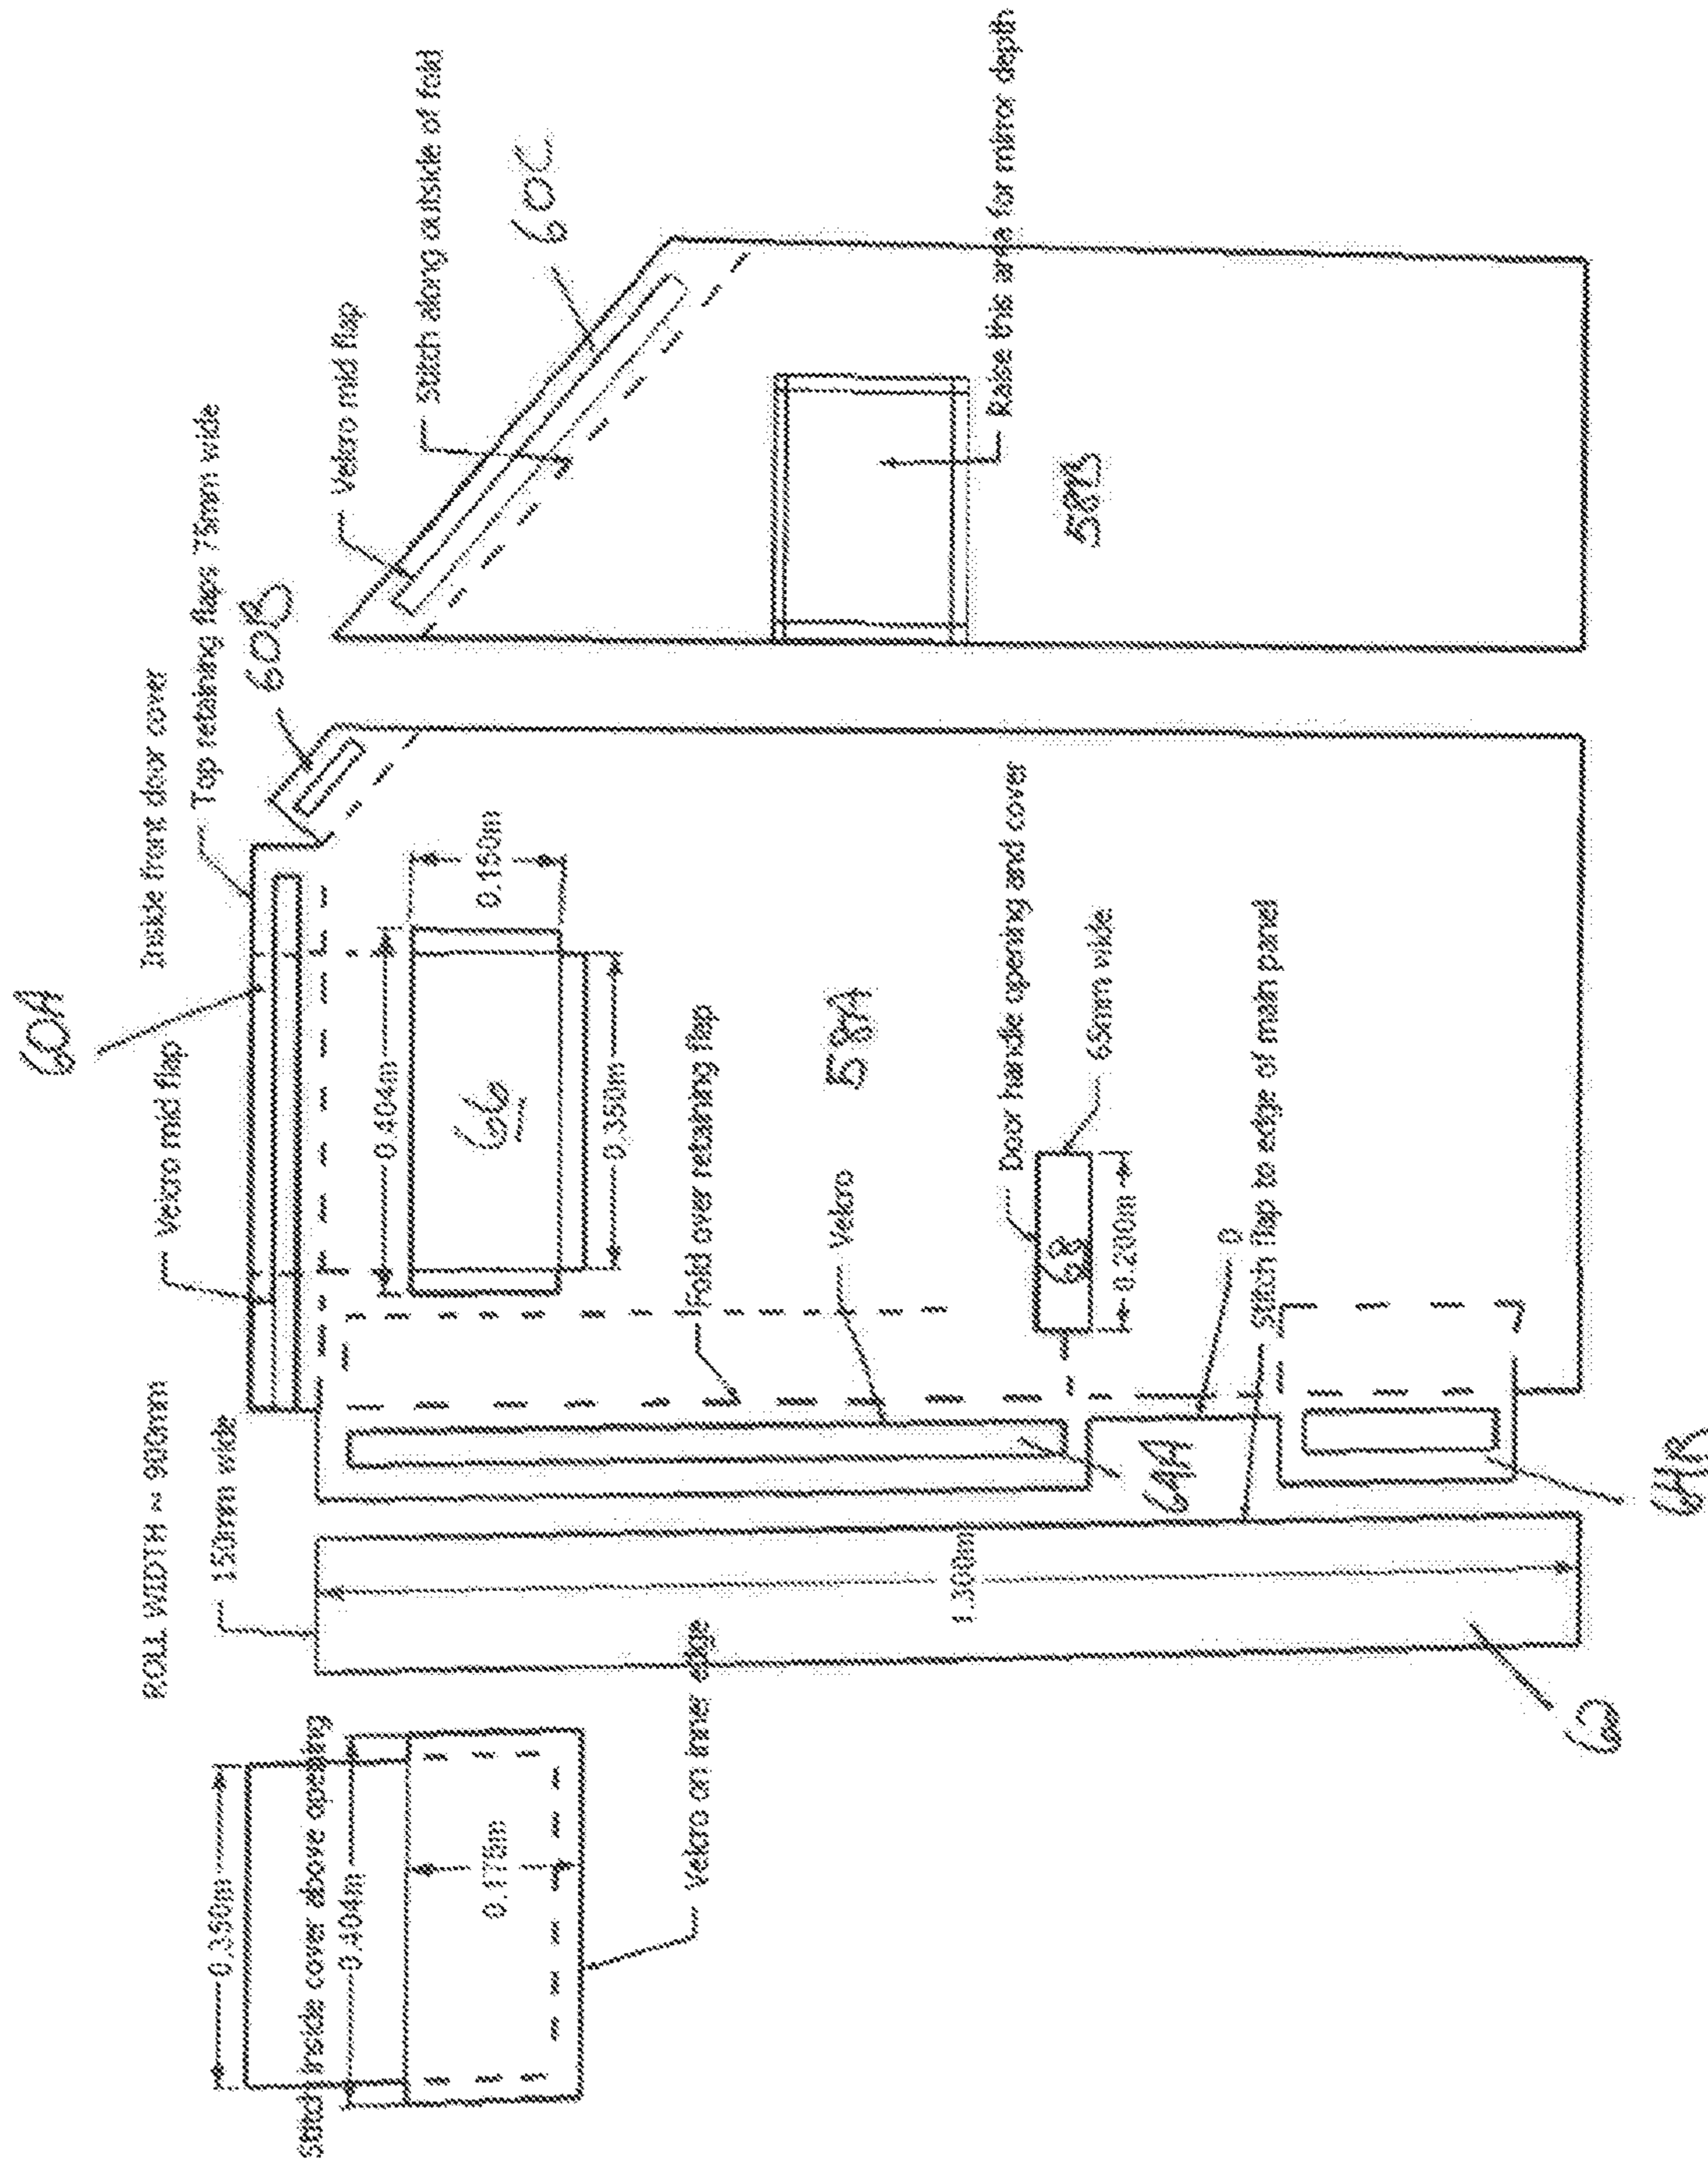 ROLL WIDTH ~ 900mm
Inside front door cover
150mm wide
Top retaining flaps 75mm wide
60A
60B
60C
Velcro mid flap
Velcro mid flap
Stitch along outside of fold
0.350m
Stitch inside cover above opening
0.404m
0.178m
Velcro on inner edge
0.404m
66
0.350m
0.150m
Fold over retaining flap
58A
Velcro
Door handle opening and cover
65mm wide
68
0.200m
Raise this area for mirror depth
58B
1.300m
64A
Stitch flap to edge of main panel
62